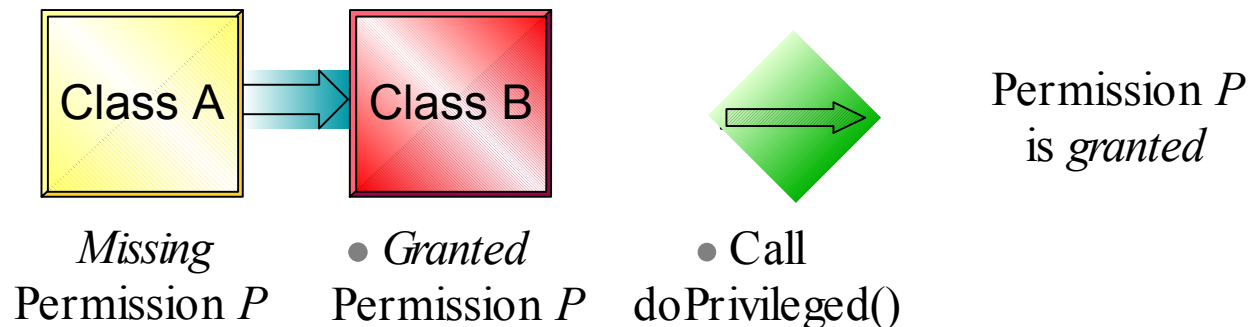 Class A
Class B
Permission P
is granted
Missing
Permission P
• Granted
Permission P
• Call
doPrivileged()